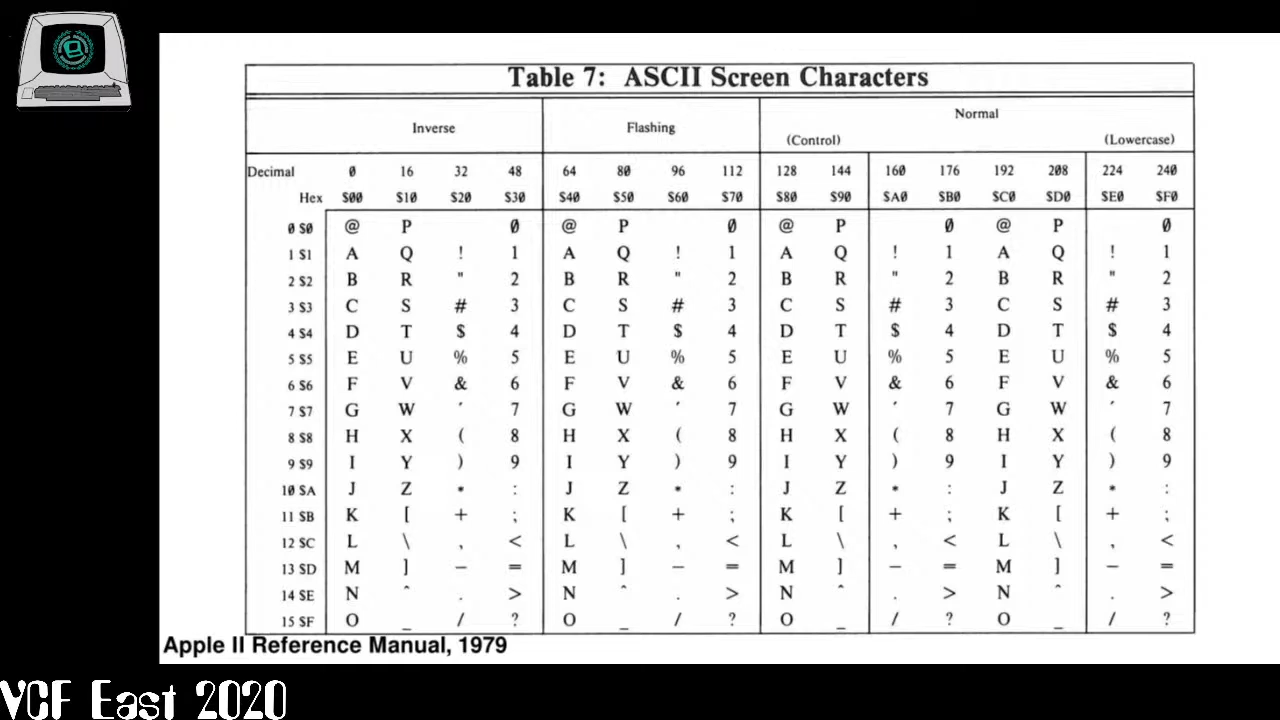 Table 7: ASCII Screen Characters
Inverse Flashing Normal
(Control) (Lowercase)
Decimal 0 16 32 48 64 80 96 112 128 144 160 176 192 208 224 240
Hex $00 $10 $20 $30 $40 $50 $60 $70 $80 $90 $A0 $B0 $C0 $D0 $E0 $F0
0 $0 @ P 0 @ P 0 @ P 0 @ P 0
1 $1 A Q ! 1 A Q ! 1 A Q ! 1 A Q ! 1
2 $2 B R " 2 B R " 2 B R " 2 B R " 2
3 $3 C S # 3 C S # 3 C S # 3 C S # 3
4 $4 D T $ 4 D T $ 4 D T $ 4 D T $ 4
5 $5 E U % 5 E U % 5 E U % 5 E U % 5
6 $6 F V & 6 F V & 6 F V & 6 F V & 6
7 $7 G W ' 7 G W ' 7 G W ' 7 G W ' 7
8 $8 H X ( 8 H X ( 8 H X ( 8 H X ( 8
9 $9 I Y ) 9 I Y ) 9 I Y ) 9 I Y ) 9
10 $A J Z * : J Z * : J Z * : J Z * :
11 $B K [ + ; K [ + ; K [ + ; K [ + ;
12 $C L \ , < L \ , < L \ , < L \ , <
13 $D M ] − = M ] − = M ] − = M ] − =
14 $E N ^ . > N ^ . > N ^ . > N ^ . >
15 $F O _ / ? O _ / ? O _ / ? O _ / ?
Apple II Reference Manual, 1979
VCF East 2020